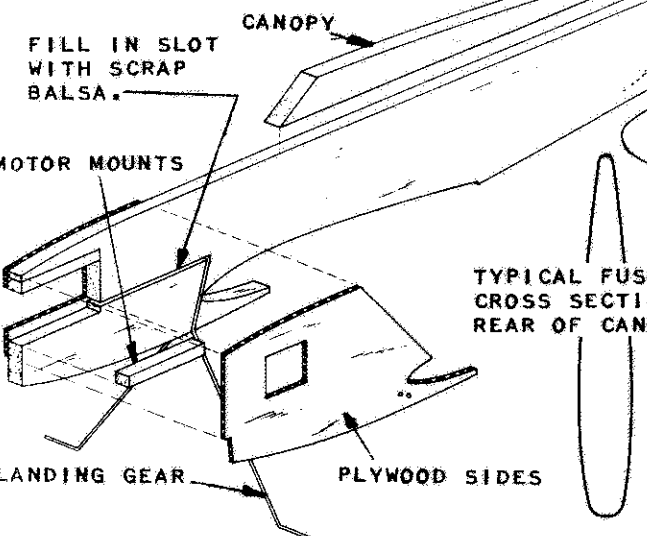 CANOPY
FILL IN SLOT
WITH SCRAP
BALSA.
MOTOR MOUNTS
TYPICAL FUS
CROSS SECTI
REAR OF CAN
LANDING GEAR
PLYWOOD SIDES